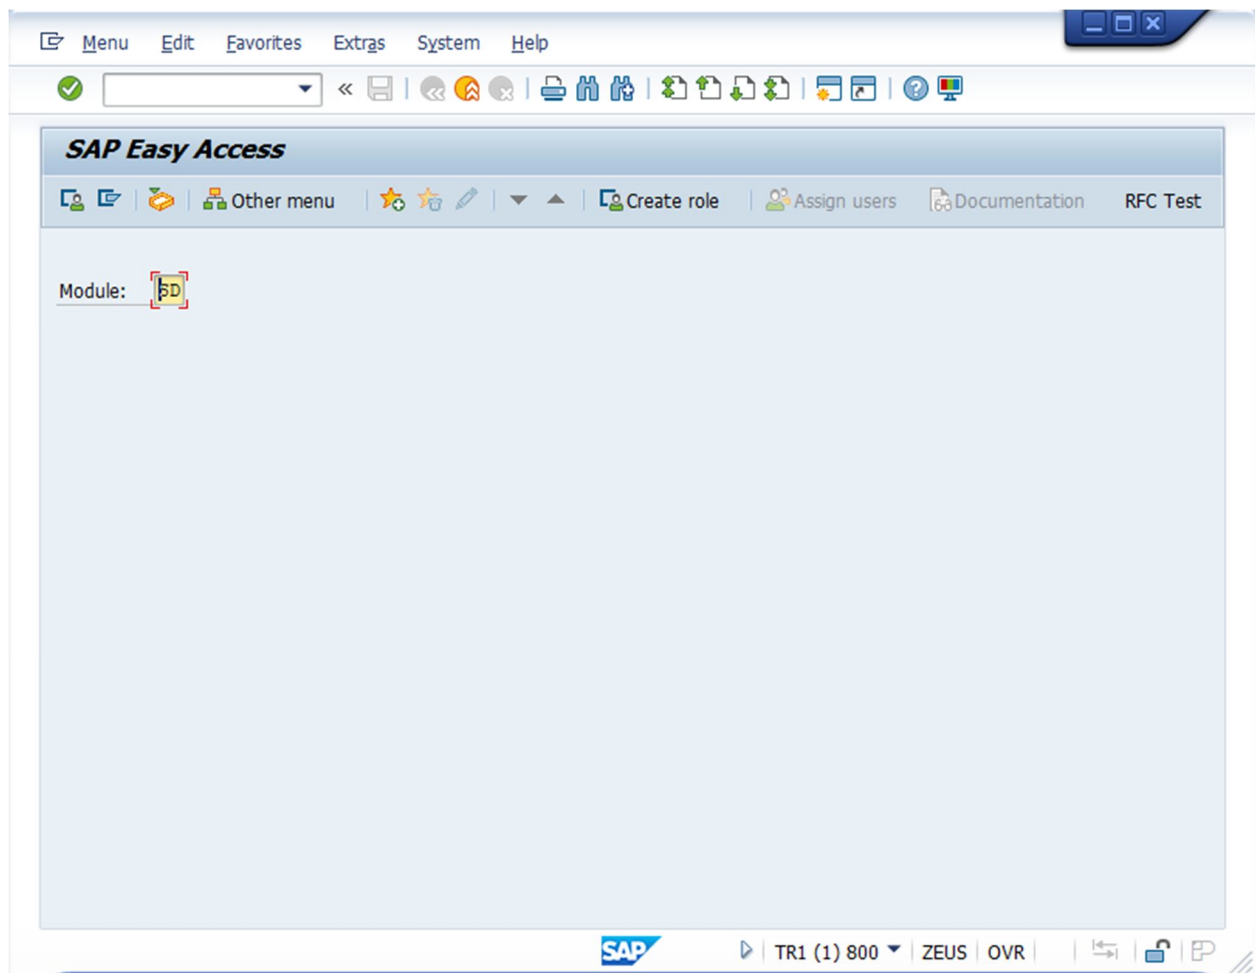 Menu Edit Favorites Extras System Help
SAP Easy Access
Other menu Create role Assign users Documentation RFC Test
Module: SD
SAP TR1 (1) 800 ZEUS OVR